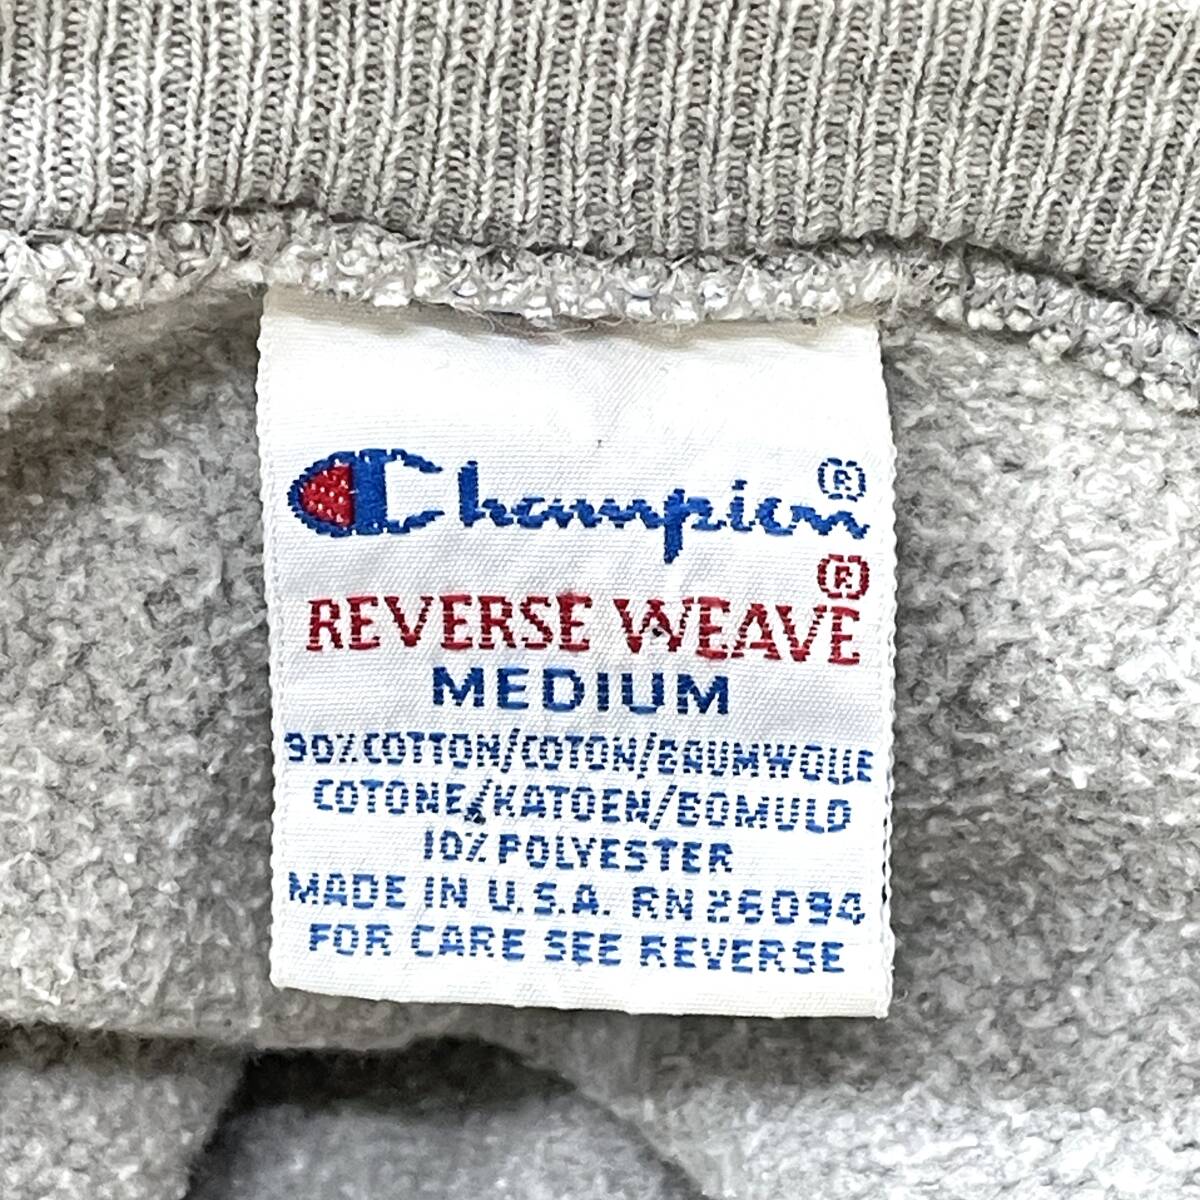 Champion®
REVERSE WEAVE®
MEDIUM
90% COTTON/COTON/BAUMWOLLE
COTONE/KATOEN/BOMULD
10% POLYESTER
MADE IN U.S.A. RN 26094
FOR CARE SEE REVERSE